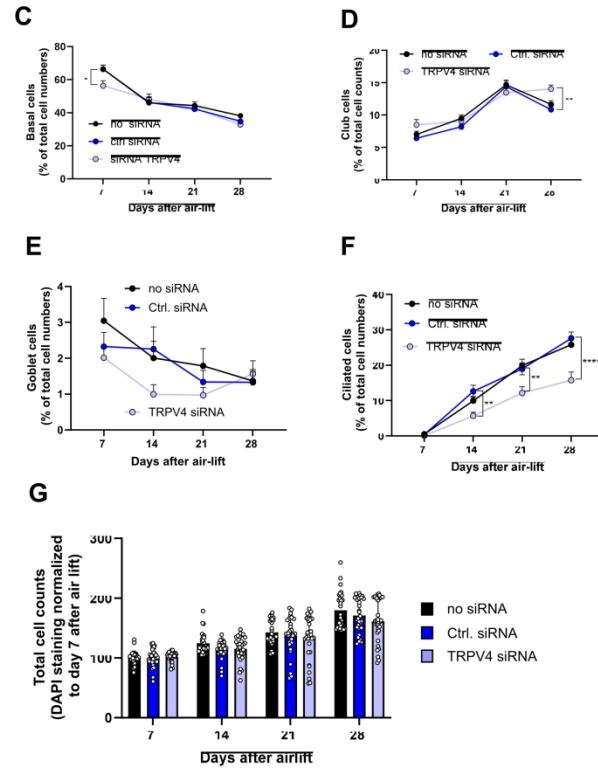 C
80
60
40
20
0
Basal cells
(% of total cell numbers)
*
no siRNA
ctrl siRNA
siRNA TRPV4
7 14 21 28
Days after air-lift
D
no siRNA Ctrl. siRNA
TRPV4 siRNA
20
15
10
5
0
Club cells
(% of total cell counts)
**
7 14 21 28
Days after air-lift
E
4
3
2
1
0
Goblet cells
(% of total cell numbers)
no siRNA
Ctrl. siRNA
TRPV4 siRNA
7 14 21 28
Days after air-lift
F
40
30
20
10
0
Ciliated cells
(% of total cell numbers)
no siRNA
Ctrl. siRNA
TRPV4 siRNA
**
**
****
7 14 21 28
Days after air-lift
G
300
200
100
0
Total cell counts
(DAPI staining normalized
to day 7 after air lift)
7 14 21 28
Days after airlift
no siRNA
Ctrl. siRNA
TRPV4 siRNA